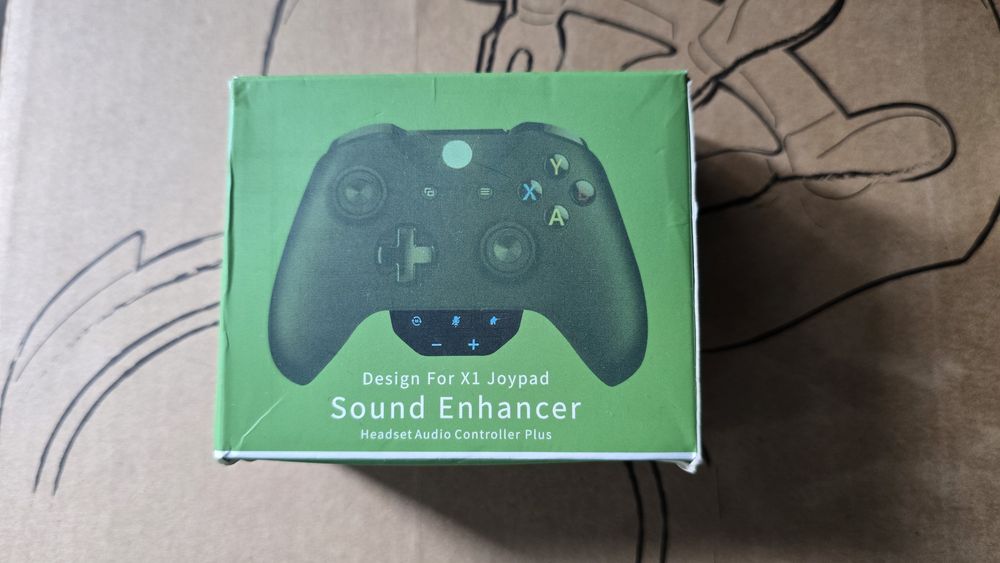 Y
X
A
- +
Design For X1 Joypad
Sound Enhancer
Headset Audio Controller Plus